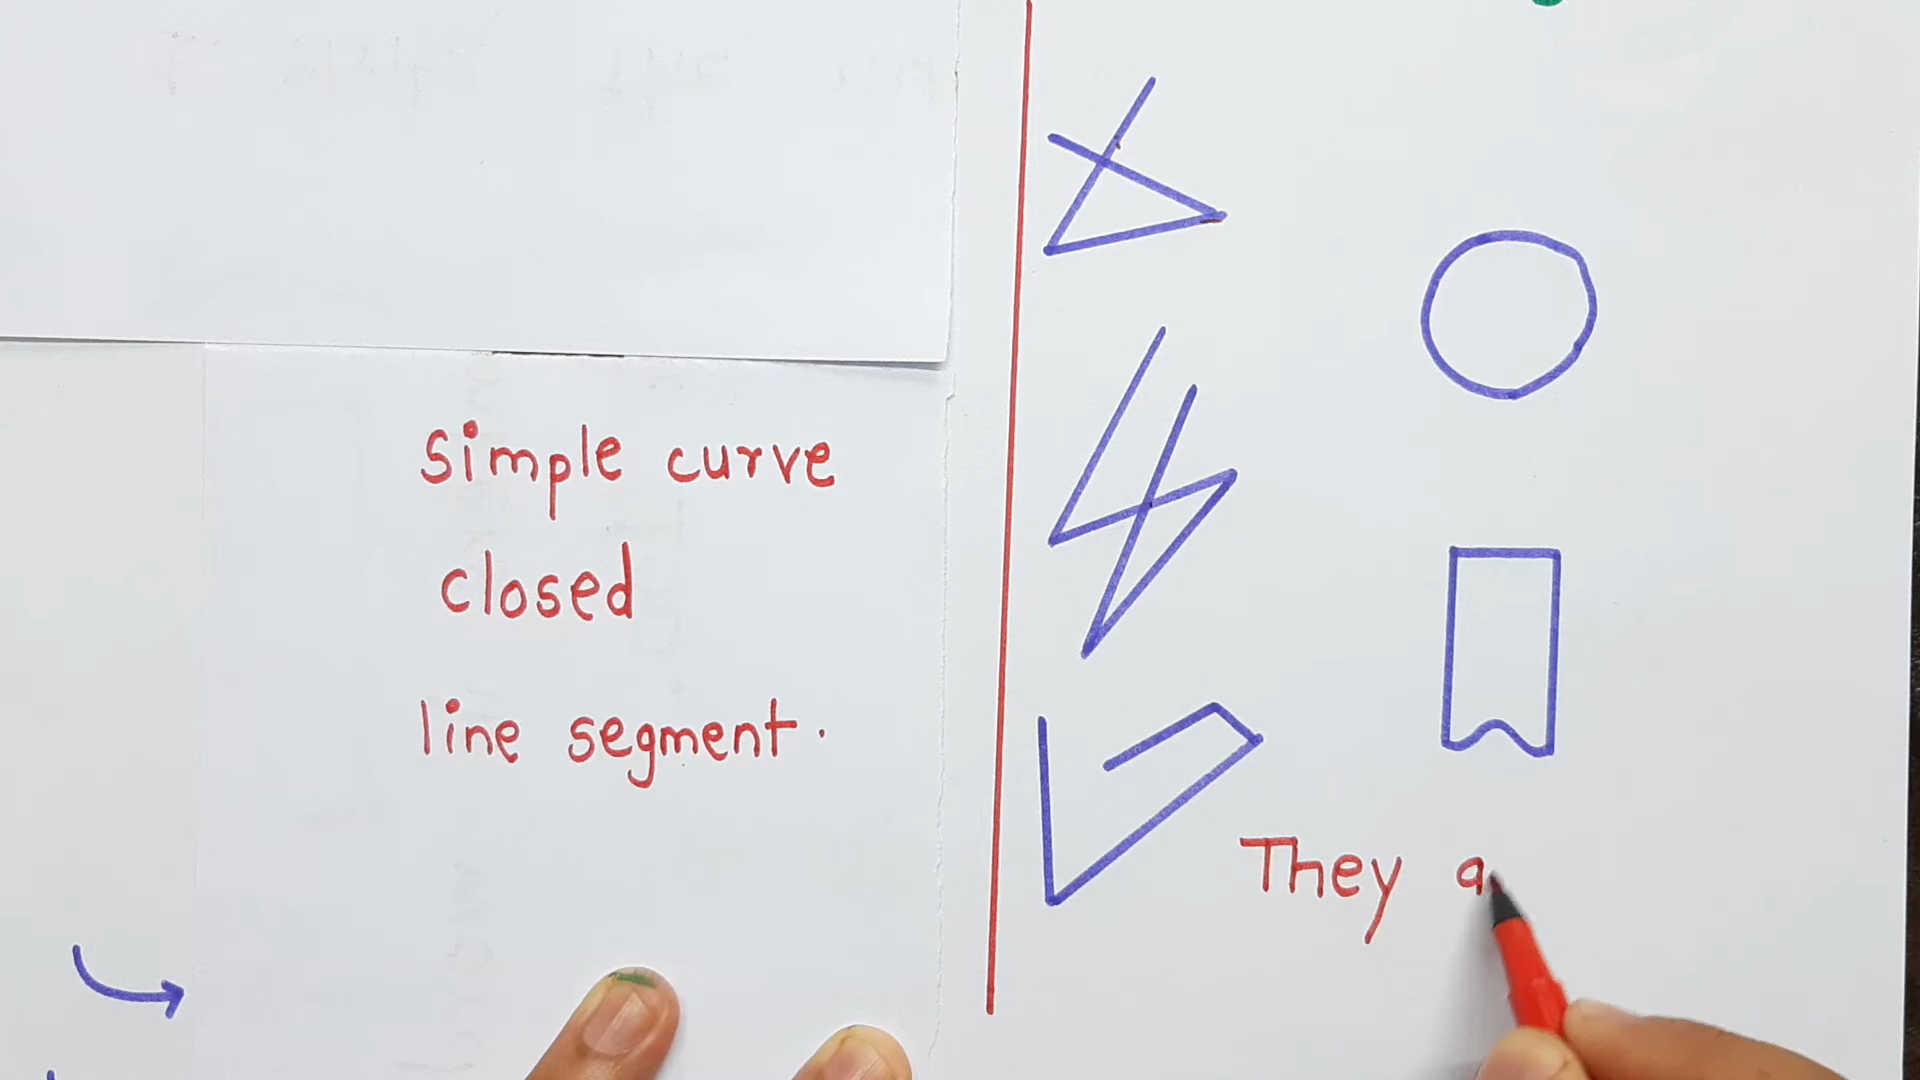 simple curve
closed
line segment.
They a